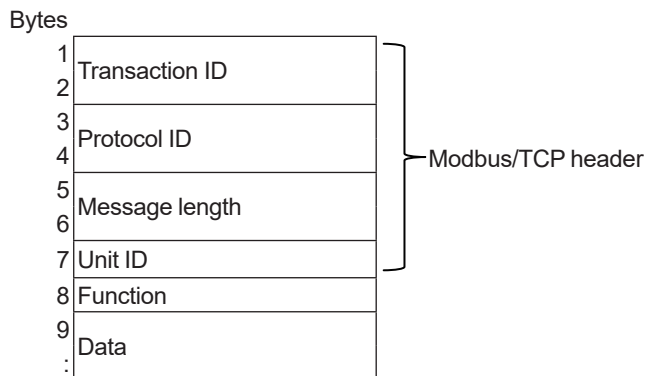 Bytes
1
Transaction ID
2
3
Protocol ID
4
Modbus/TCP header
5
Message length
6
7 Unit ID
8 Function
9
Data
: